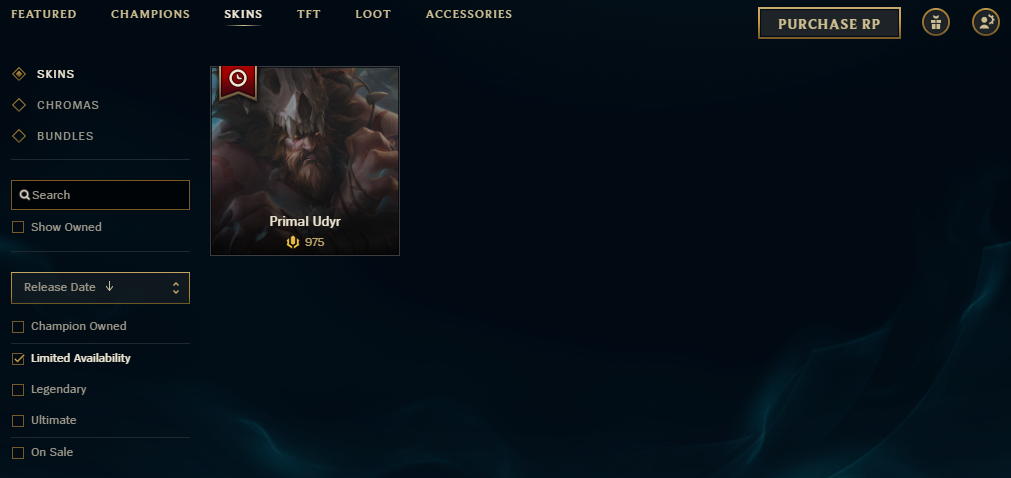 FEATURED CHAMPIONS SKINS TFT LOOT ACCESSORIES PURCHASE RP
SKINS
CHROMAS
BUNDLES
Search
Show Owned
Release Date ↓
Champion Owned
Limited Availability
Legendary
Ultimate
On Sale
Primal Udyr
975